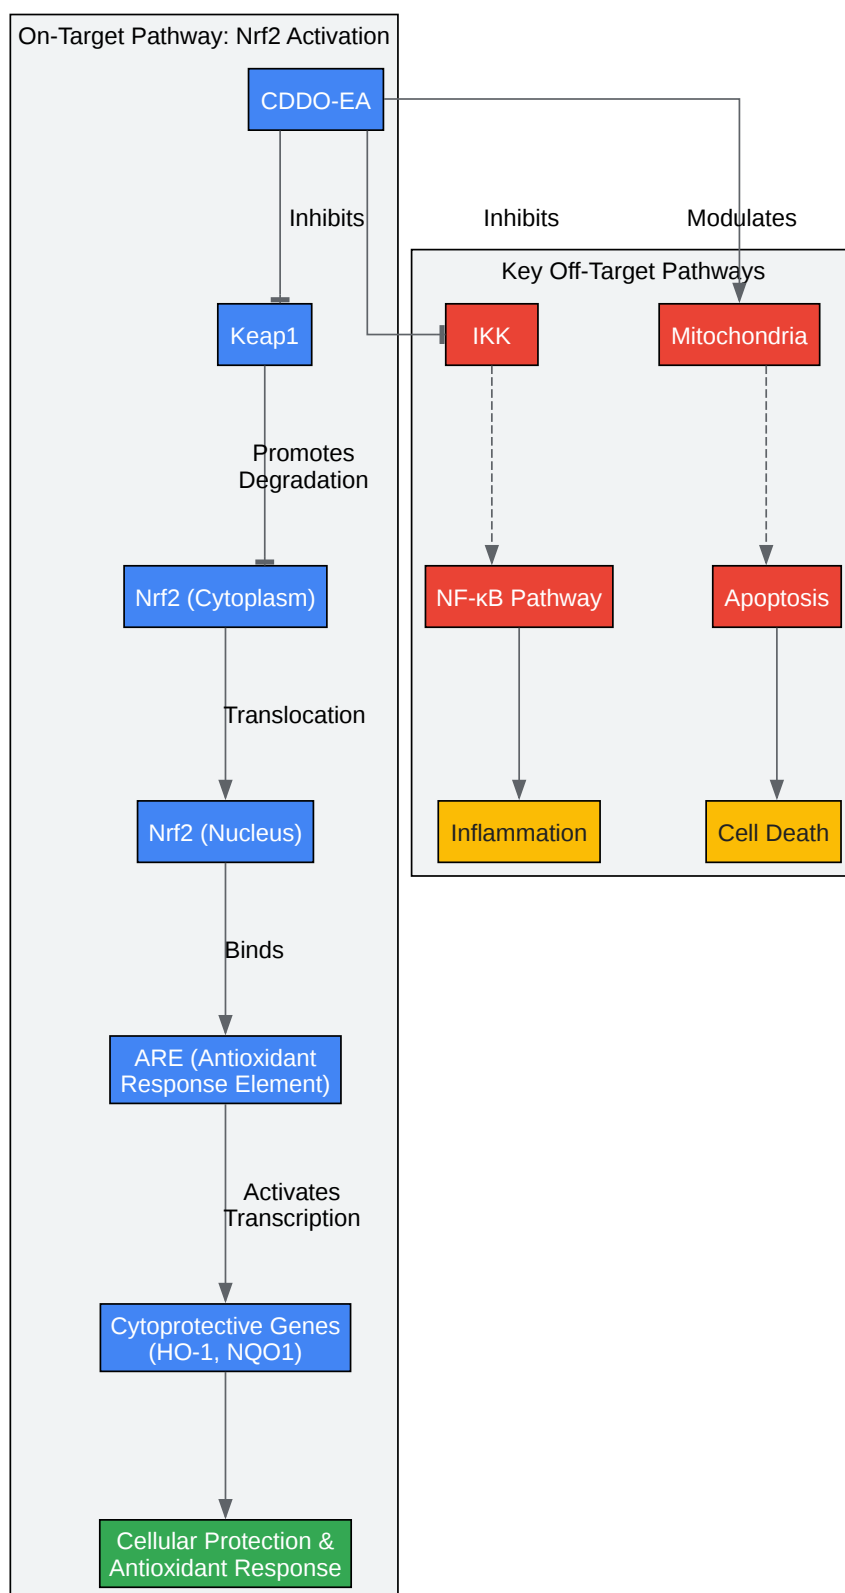 On-Target Pathway: Nrf2 Activation
CDDO-EA
Inhibits
Inhibits
Modulates
Key Off-Target Pathways
Keap1
IKK
Mitochondria
Promotes
Degradation
Nrf2 (Cytoplasm)
NF-κB Pathway
Apoptosis
Translocation
Nrf2 (Nucleus)
Inflammation
Cell Death
Binds
ARE (Antioxidant
Response Element)
Activates
Transcription
Cytoprotective Genes
(HO-1, NQO1)
Cellular Protection &
Antioxidant Response